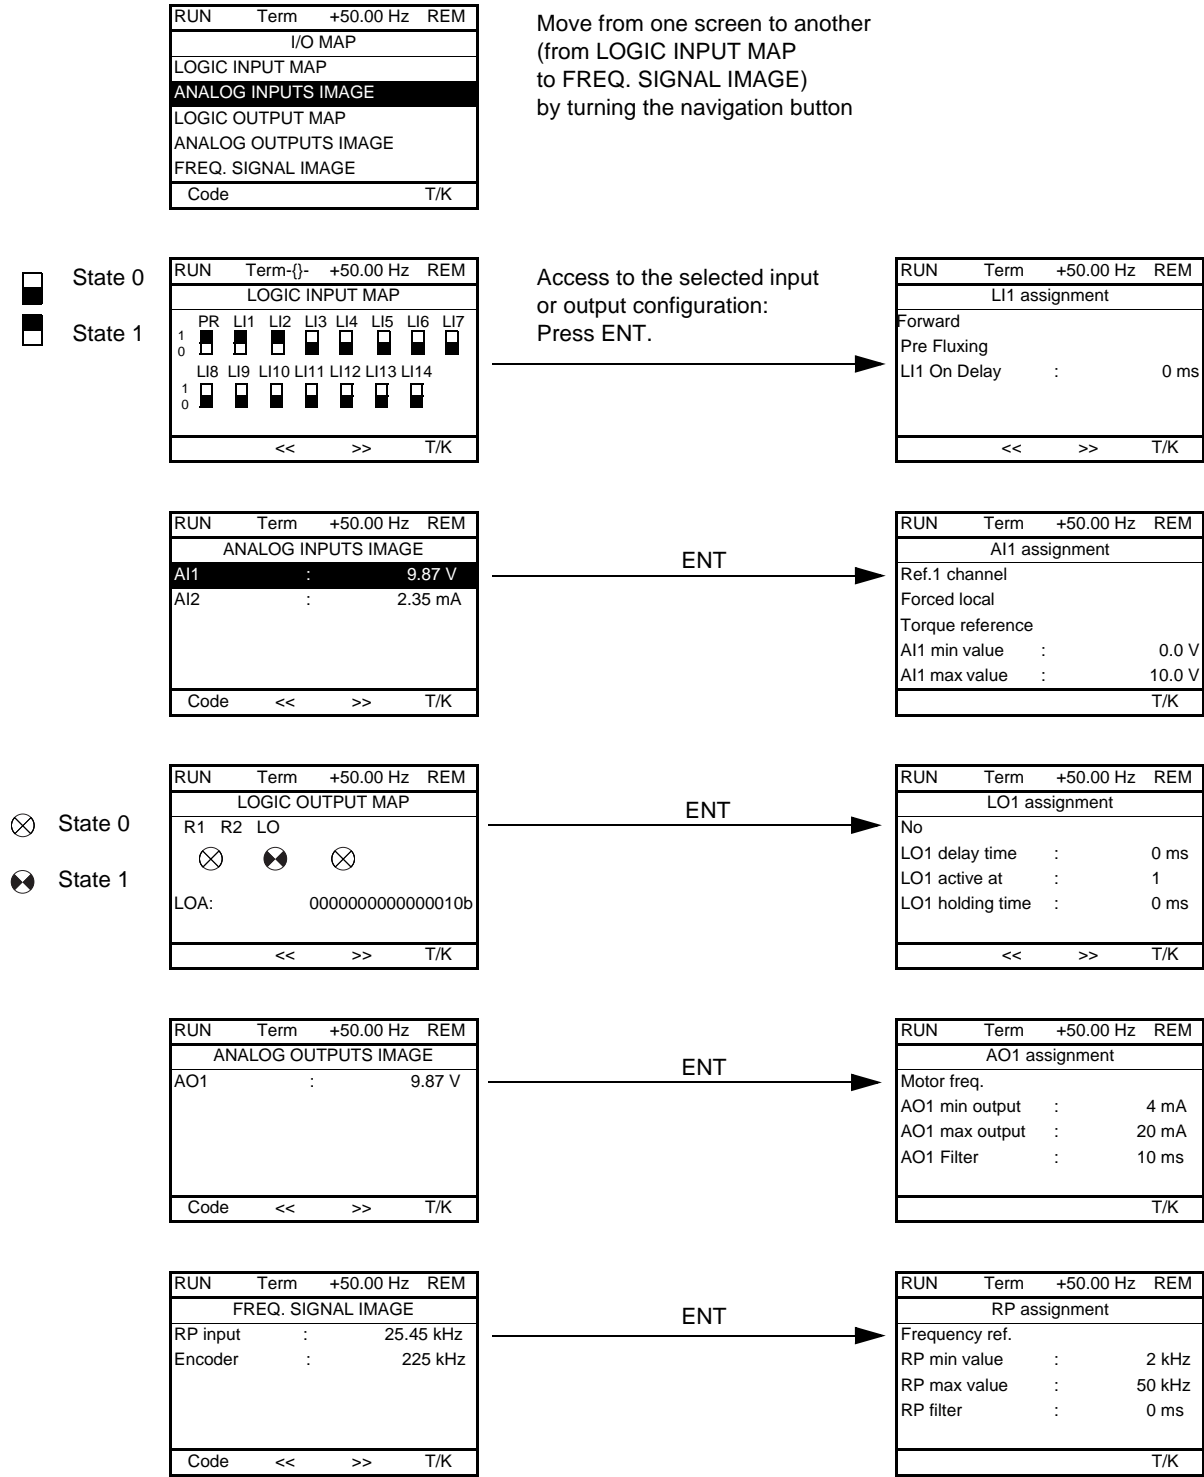 RUN Term +50.00 Hz REM
I/O MAP
LOGIC INPUT MAP
ANALOG INPUTS IMAGE
LOGIC OUTPUT MAP
ANALOG OUTPUTS IMAGE
FREQ. SIGNAL IMAGE
Code T/K
Move from one screen to another
(from LOGIC INPUT MAP
to FREQ. SIGNAL IMAGE)
by turning the navigation button
State 0
State 1
RUN Term-{}- +50.00 Hz REM
LOGIC INPUT MAP
PR LI1 LI2 LI3 LI4 LI5 LI6 LI7
1
0
LI8 LI9 LI10 LI11 LI12 LI13 LI14
1
0
<< >> T/K
Access to the selected input
or output configuration:
Press ENT.
RUN Term +50.00 Hz REM
LI1 assignment
Forward
Pre Fluxing
LI1 On Delay : 0 ms
<< >> T/K
RUN Term +50.00 Hz REM
ANALOG INPUTS IMAGE
AI1 : 9.87 V
AI2 : 2.35 mA
Code << >> T/K
ENT
RUN Term +50.00 Hz REM
AI1 assignment
Ref.1 channel
Forced local
Torque reference
AI1 min value : 0.0 V
AI1 max value : 10.0 V
T/K
State 0
State 1
RUN Term +50.00 Hz REM
LOGIC OUTPUT MAP
R1 R2 LO
LOA: 0000000000000010b
<< >> T/K
ENT
RUN Term +50.00 Hz REM
LO1 assignment
No
LO1 delay time : 0 ms
LO1 active at : 1
LO1 holding time : 0 ms
<< >> T/K
RUN Term +50.00 Hz REM
ANALOG OUTPUTS IMAGE
AO1 : 9.87 V
Code << >> T/K
ENT
RUN Term +50.00 Hz REM
AO1 assignment
Motor freq.
AO1 min output : 4 mA
AO1 max output : 20 mA
AO1 Filter : 10 ms
T/K
RUN Term +50.00 Hz REM
FREQ. SIGNAL IMAGE
RP input : 25.45 kHz
Encoder : 225 kHz
Code << >> T/K
ENT
RUN Term +50.00 Hz REM
RP assignment
Frequency ref.
RP min value : 2 kHz
RP max value : 50 kHz
RP filter : 0 ms
T/K